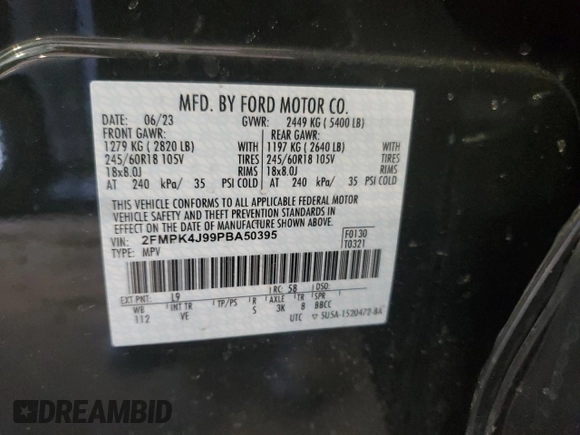 MFD. BY FORD MOTOR CO.
DATE: 06/23 GVWR: 2449 KG ( 5400 LB)
FRONT GAWR: REAR GAWR:
1279 KG ( 2820 LB) WITH 1197 KG ( 2640 LB) WITH
245/60R18 105V TIRES 245/60R18 105V TIRES
18x8.0J RIMS 18x8.0J RIMS
AT 240 kPa/ 35 PSI COLD AT 240 kPa/ 35 PSI COLD
THIS VEHICLE CONFORMS TO ALL APPLICABLE FEDERAL MOTOR
VEHICLE SAFETY AND THEFT PREVENTION STANDARDS IN
EFFECT ON THE DATE OF MANUFACTURE SHOWN ABOVE.
VIN: 2FMPK4J99PBA50395 F0130
TYPE: MPV T0321
EXT PNT: L9 RC: 58 DSO:
WB INT TR TP/PS R AXLE TR SPR
112 VE S 3K 8 BBCC
UTC ▽ SU5A-1520472-BA
DREAMBID